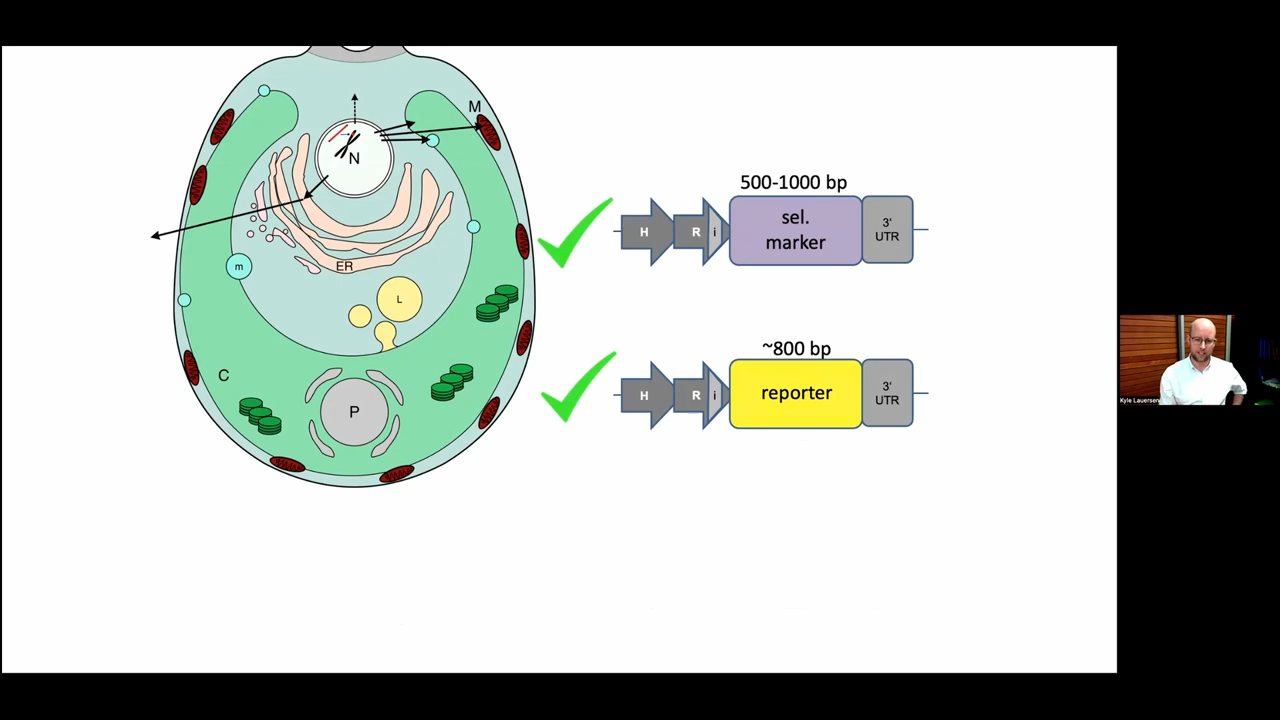 M
N
ER
m
L
C
P
500-1000 bp
H
R
i
sel.
marker
3'
UTR
~800 bp
H
R
i
reporter
3'
UTR
Kyle Lauersen